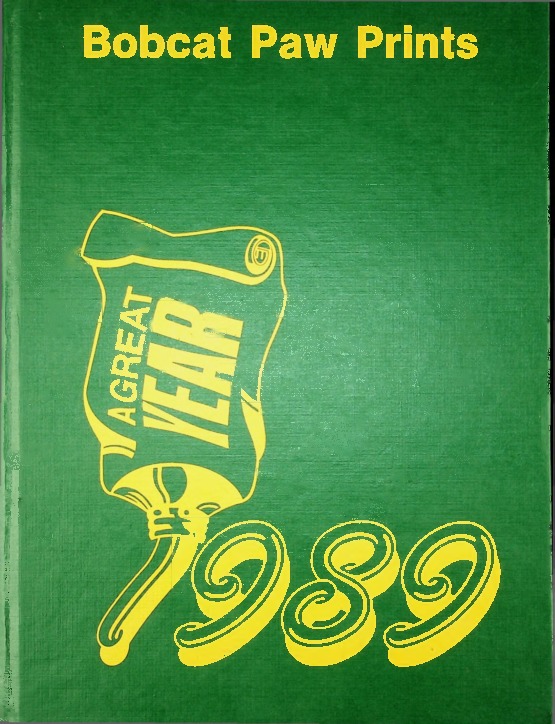 Bobcat Paw Prints
A GREAT
YEAR
1989